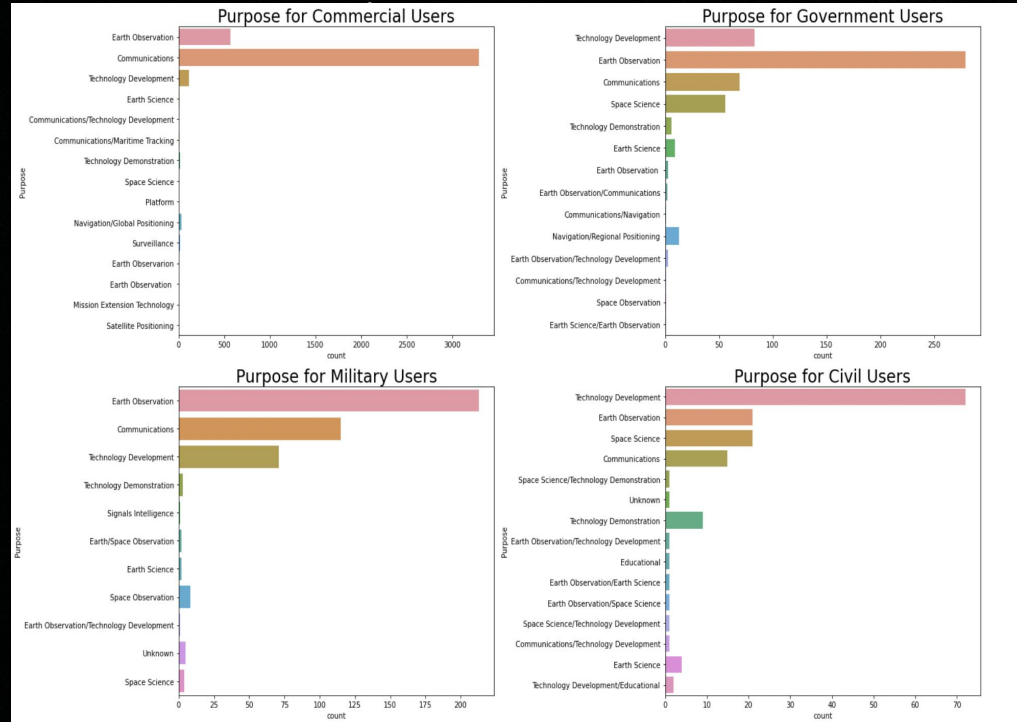 Purpose for Commercial Users
Earth Observation
Communications
Technology Development
Earth Science
Communications/Technology Development
Communications/Maritime Tracking
Technology Demonstration
Space Science
Platform
Navigation/Global Positioning
Surveillance
Earth Observarion
Earth Observation
Mission Extension Technology
Satellite Positioning
Purpose
0 500 1000 1500 2000 2500 3000
count
Purpose for Government Users
Technology Development
Earth Observation
Communications
Space Science
Technology Demonstration
Earth Science
Earth Observation
Earth Observation/Communications
Communications/Navigation
Navigation/Regional Positioning
Earth Observation/Technology Development
Communications/Technology Development
Space Observation
Earth Science/Earth Observation
Purpose
0 50 100 150 200 250
count
Purpose for Military Users
Earth Observation
Communications
Technology Development
Technology Demonstration
Signals Intelligence
Earth/Space Observation
Earth Science
Space Observation
Earth Observation/Technology Development
Unknown
Space Science
Purpose
0 25 50 75 100 125 150 175 200
count
Purpose for Civil Users
Technology Development
Earth Observation
Space Science
Communications
Space Science/Technology Demonstration
Unknown
Technology Demonstration
Earth Observation/Technology Development
Educational
Earth Observation/Earth Science
Earth Observation/Space Science
Space Science/Technology Development
Communications/Technology Development
Earth Science
Technology Development/Educational
Purpose
0 10 20 30 40 50 60 70
count